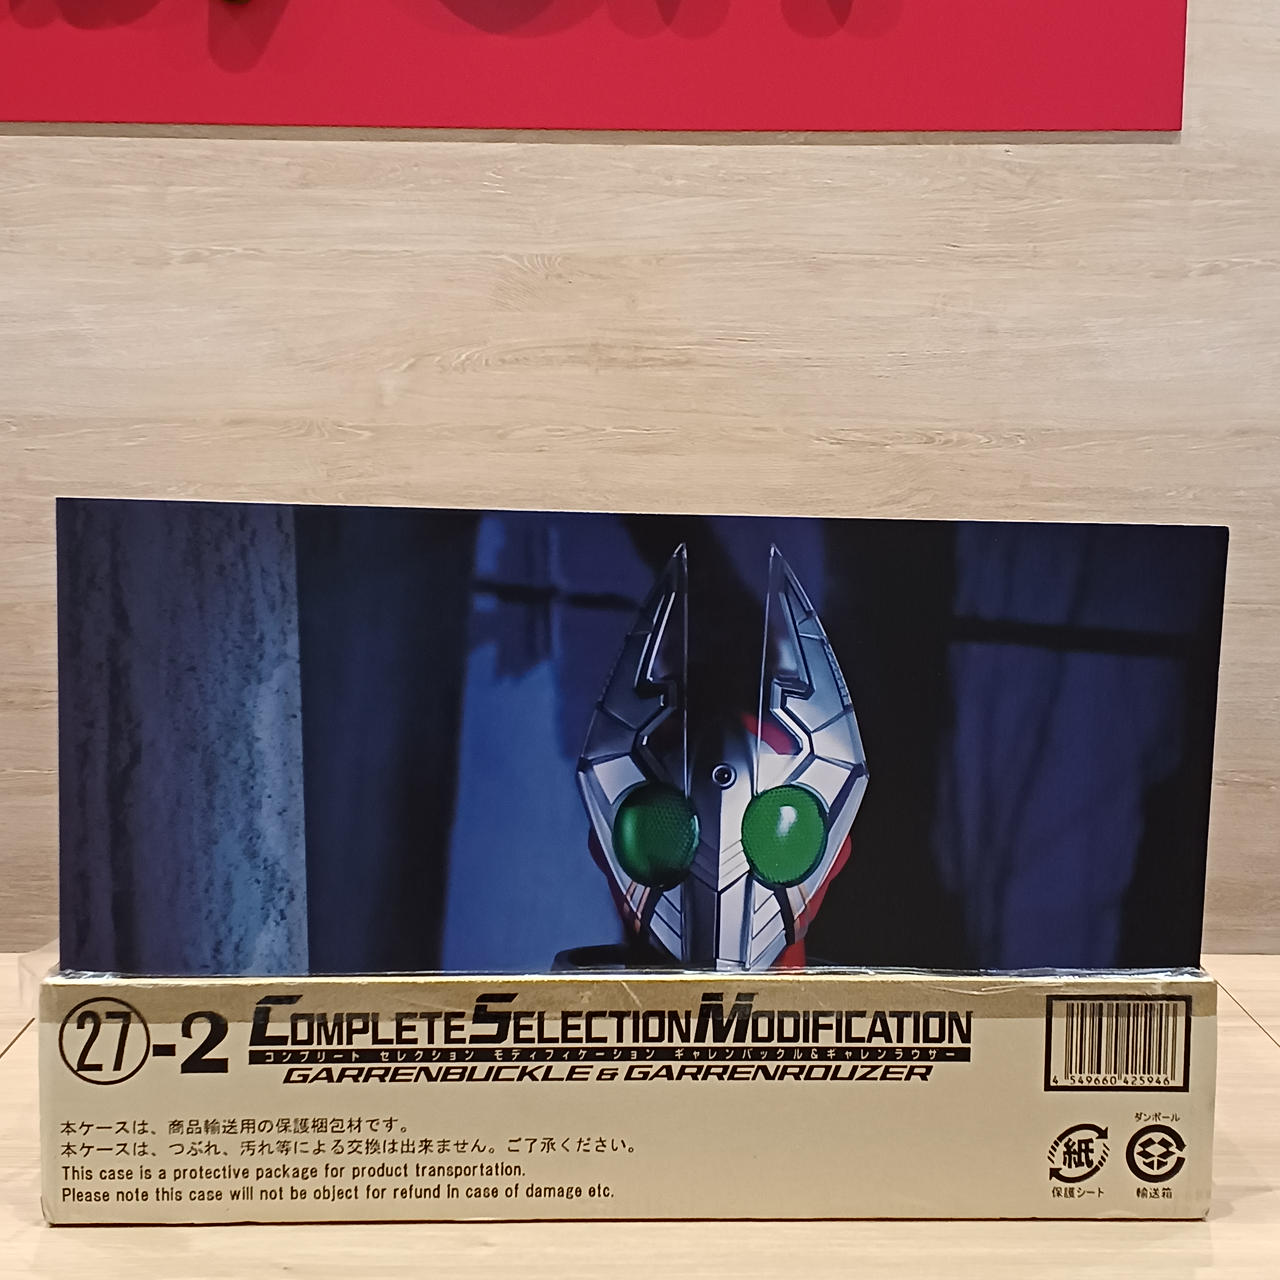 27-2 COMPLETE SELECTION MODIFICATION
コンプリート セレクション モディフィケーション ギャレンバックル&ギャレンラウザー
GARRENBUCKLE & GARRENROUZER
4 549660 425946
本ケースは、商品輸送用の保護梱包材です。
本ケースは、つぶれ、汚れ等による交換は出来ません。ご了承ください。
This case is a protective package for product transportation.
Please note this case will not be object for refund in case of damage etc.
紙
保護シート
ダンボール
輸送箱